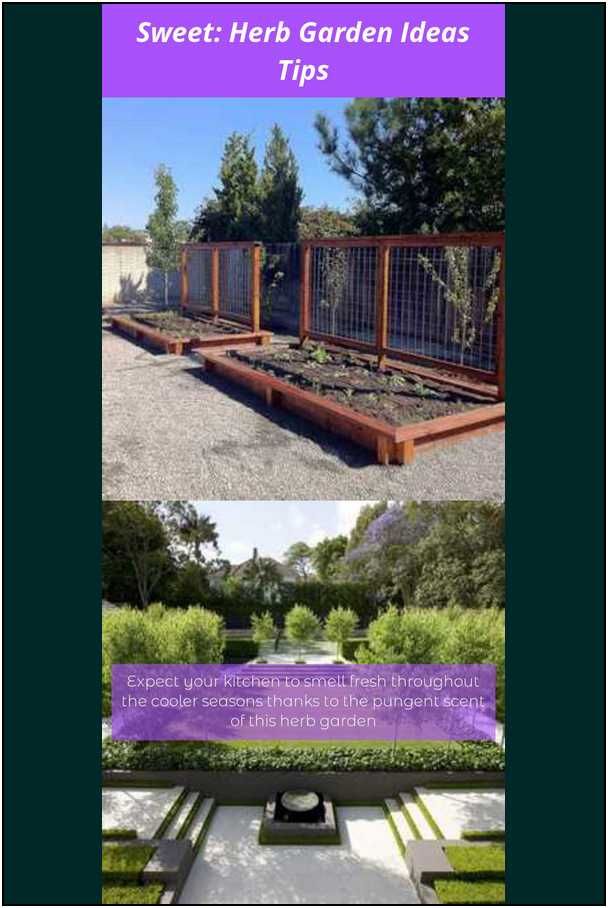 Sweet: Herb Garden Ideas
Tips
Expect your kitchen to smell fresh throughout
the cooler seasons thanks to the pungent scent
of this herb garden